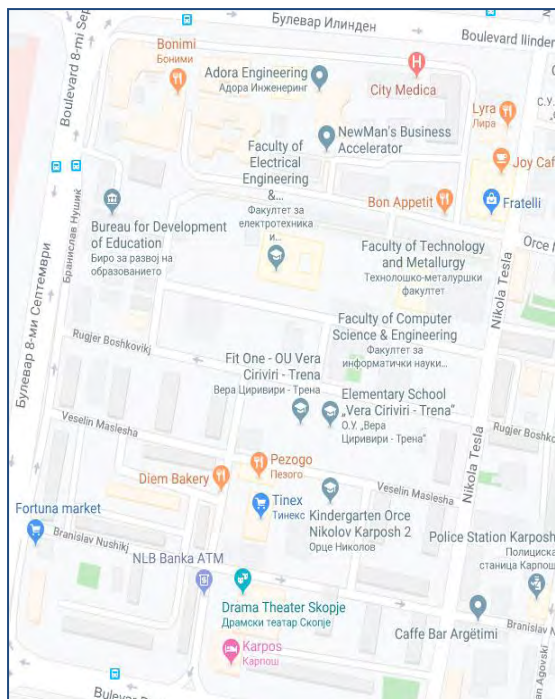 Булевар Илинден
Boulevard Ilinden
Boulevard 8-mi Sep
Bonimi
Боними
Adora Engineering
Адора Инженеринг
H
City Medica
Lyra
Лира
С.У.
NewMan's Business
Accelerator
Joy Caf
Faculty of
Electrical
Engineering
&...
Факултет за
електротехника
и...
Bon Appetit
Fratelli
Бранислав Нушиќ
Bureau for Development
of Education
Биро за развој на
образованието
Orce N
Faculty of Technology
and Metallurgy
Технолошко-металуршки
факултет
Nikola Tesla
Булевар 8-ми Септември
Faculty of Computer
Science & Engineering
Факултет за
информатички науки...
Rugjer Boshkovikj
Fit One - OU Vera
Ciriviri - Trena
Вера Циривири - Трена
Elementary School
„Vera Ciriviri - Trena"
О.У. „Вера
Циривири - Трена"
Rugjer Boshk
Veselin Maslesha
Nikola Tesla
Pezogo
Пезого
Diem Bakery
Veselin Maslesha
Tinex
Тинекс
Kindergarten Orce
Nikolov Karposh 2
Орце Николов
Fortuna market
Branislav Nushikj
Police Station Karposh
Полициска
станица Карпош
NLB Banka ATM
$
Drama Theater Skopje
Драмски театар Скопје
Caffe Bar Argëtimi
Branislav Nu
Karpos
Карпош
Agovski
Bulevar